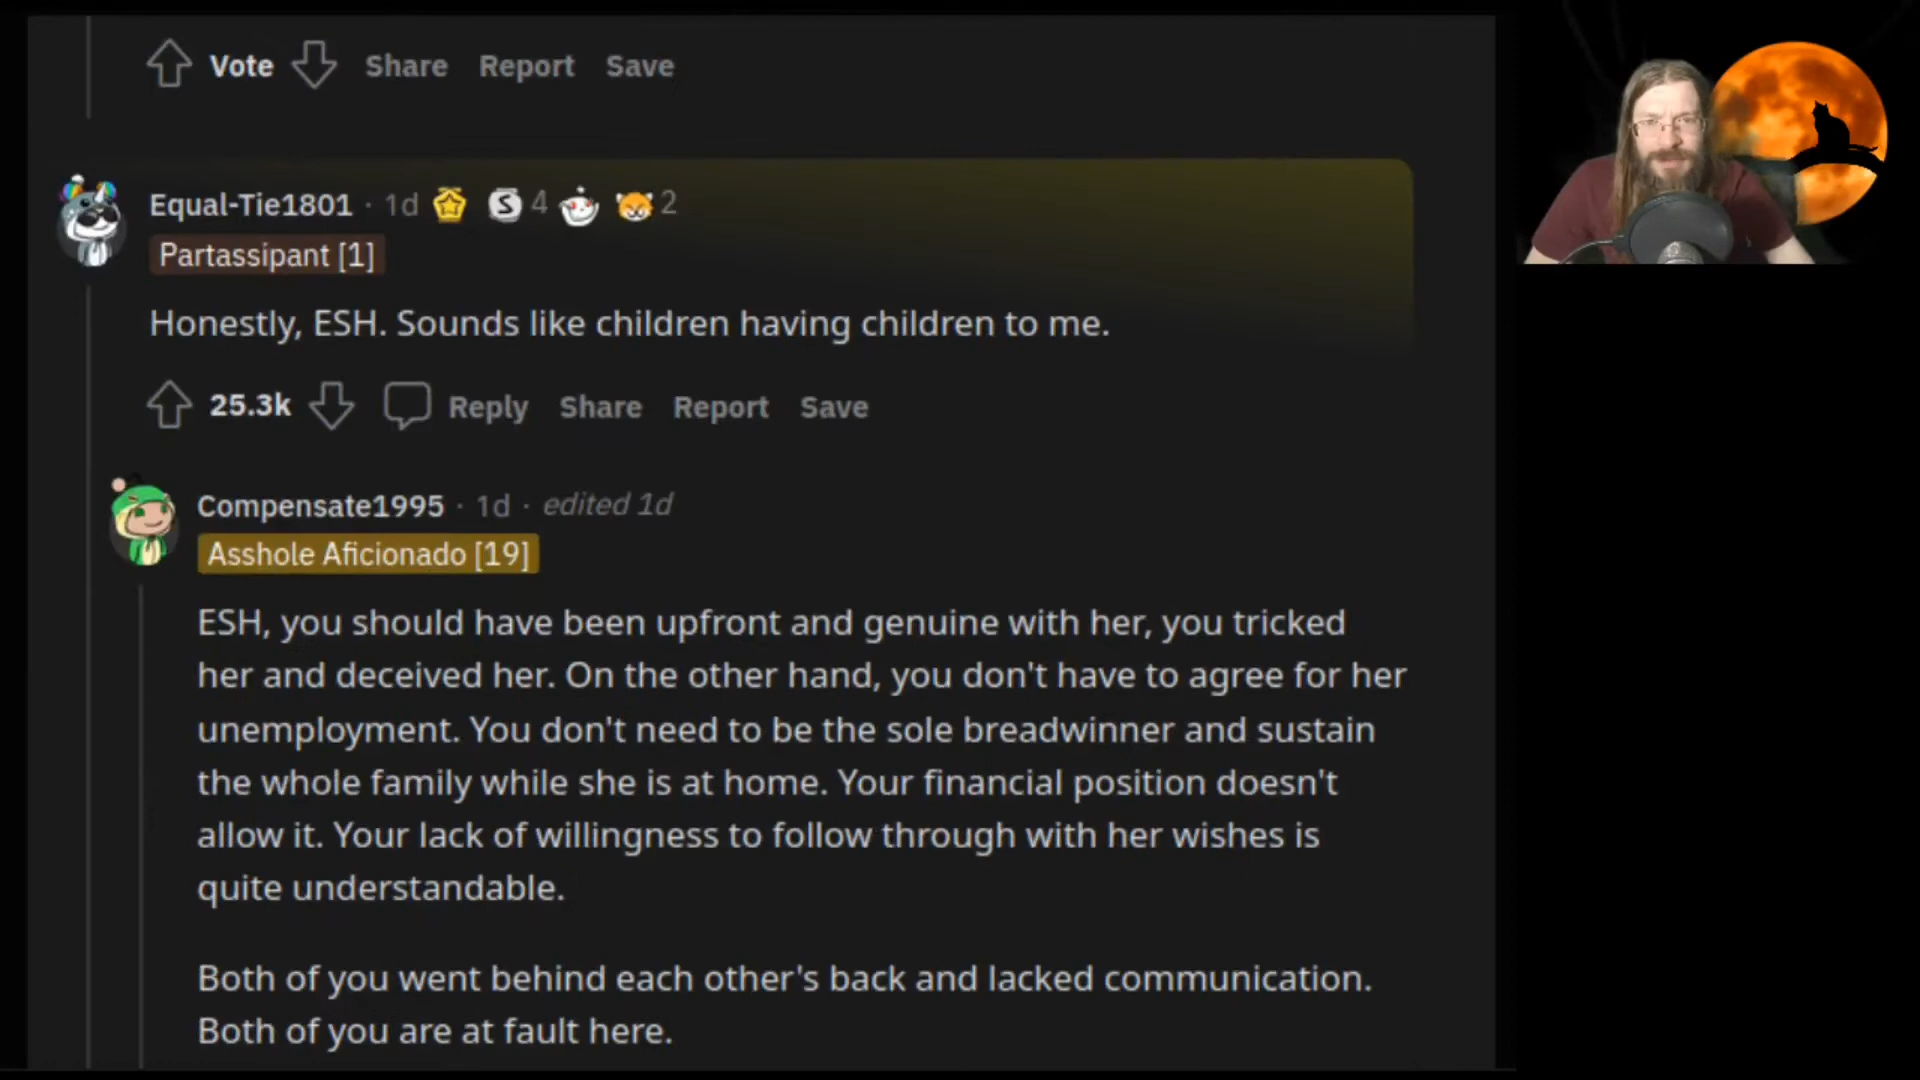 Vote Share Report Save
Equal-Tie1801 · 1d 4 2
Partassipant [1]
Honestly, ESH. Sounds like children having children to me.
25.3k Reply Share Report Save
Compensate1995 · 1d · edited 1d
Asshole Aficionado [19]
ESH, you should have been upfront and genuine with her, you tricked
her and deceived her. On the other hand, you don't have to agree for her
unemployment. You don't need to be the sole breadwinner and sustain
the whole family while she is at home. Your financial position doesn't
allow it. Your lack of willingness to follow through with her wishes is
quite understandable.
Both of you went behind each other's back and lacked communication.
Both of you are at fault here.